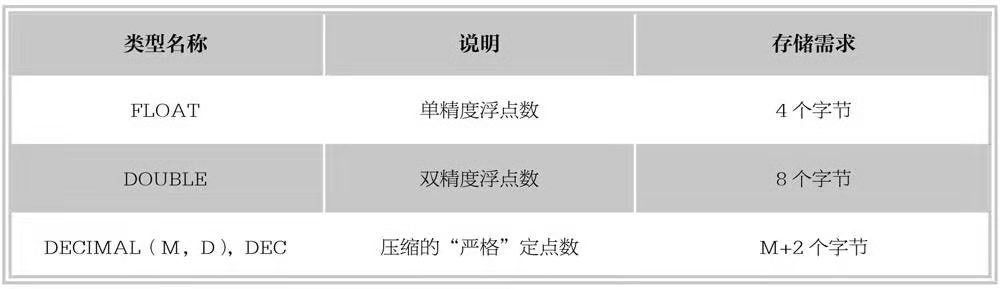 类型名称 说明 存储需求
FLOAT 单精度浮点数 4个字节
DOUBLE 双精度浮点数 8个字节
DECIMAL（M，D），DEC 压缩的“严格”定点数 M+2个字节